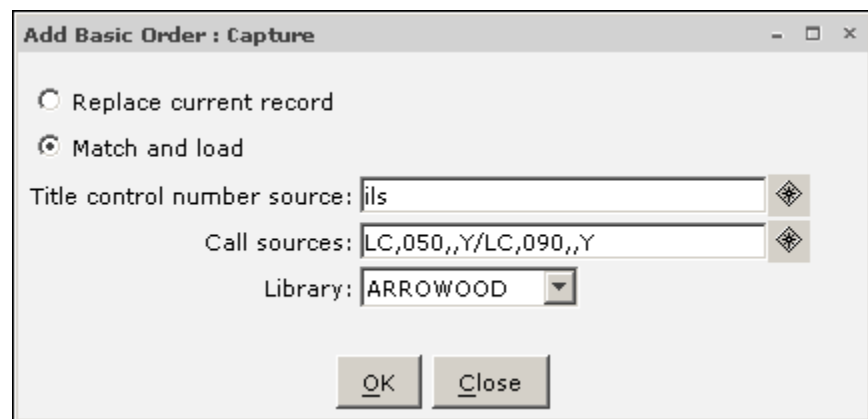 Add Basic Order : Capture
Replace current record
Match and load
Title control number source: ils
Call sources: LC,050,,Y/LC,090,,Y
Library: ARROWOOD
OK Close